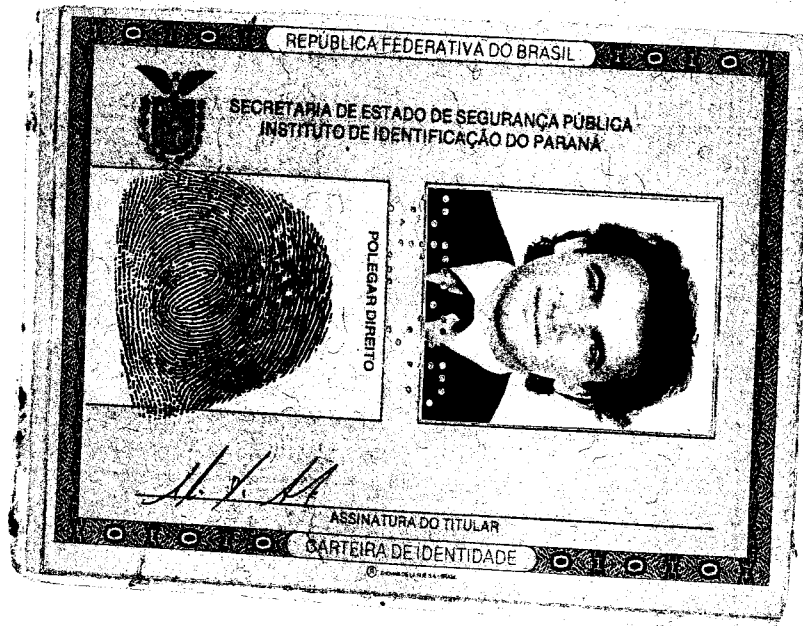 REPÚBLICA FEDERATIVA DO BRASIL
SECRETARIA DE ESTADO DE SEGURANÇA PÚBLICA
INSTITUTO DE IDENTIFICAÇÃO DO PARANÁ
POLEGAR DIREITO
ASSINATURA DO TITULAR
CARTEIRA DE IDENTIDADE